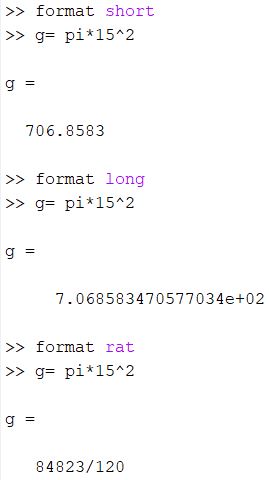 >> format short
>> g= pi*15^2
g =
706.8583
>> format long
>> g= pi*15^2
g =
7.068583470577034e+02
>> format rat
>> g= pi*15^2
g =
84823/120